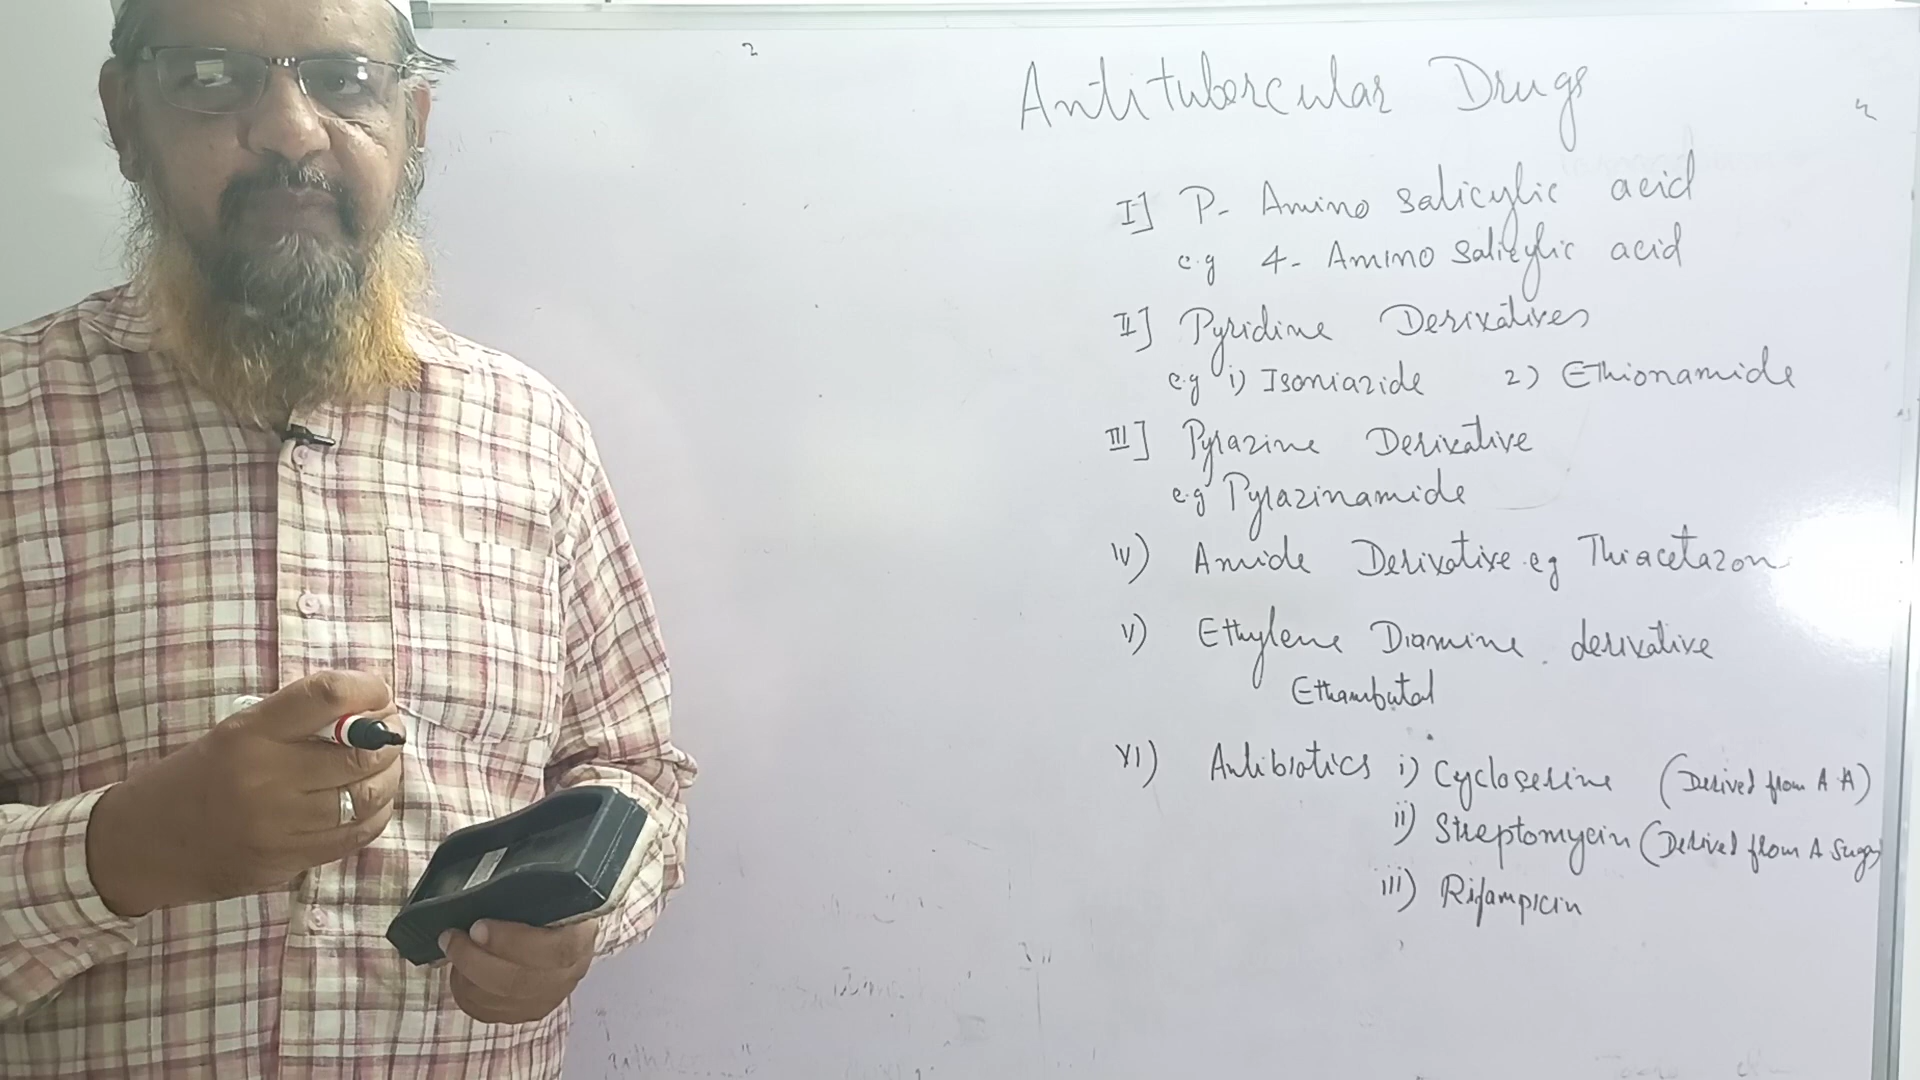 Antitubercular Drugs
I] P- Amino salicylic acid
e.g 4- Amino salicylic acid
II] Pyridine Derivatives
e.g i) Isoniazide 2) Ethionamide
III] Pyrazine Derivative
e.g Pyrazinamide
IV) Amide Derivative eg Thiacetazon
V) Ethylene Diamine derivative
Ethambutal
VI) Antibiotics i) Cycloserine (Derived from A A)
ii) Streptomycin (Derived from A Sugar
iii) Rifampicin